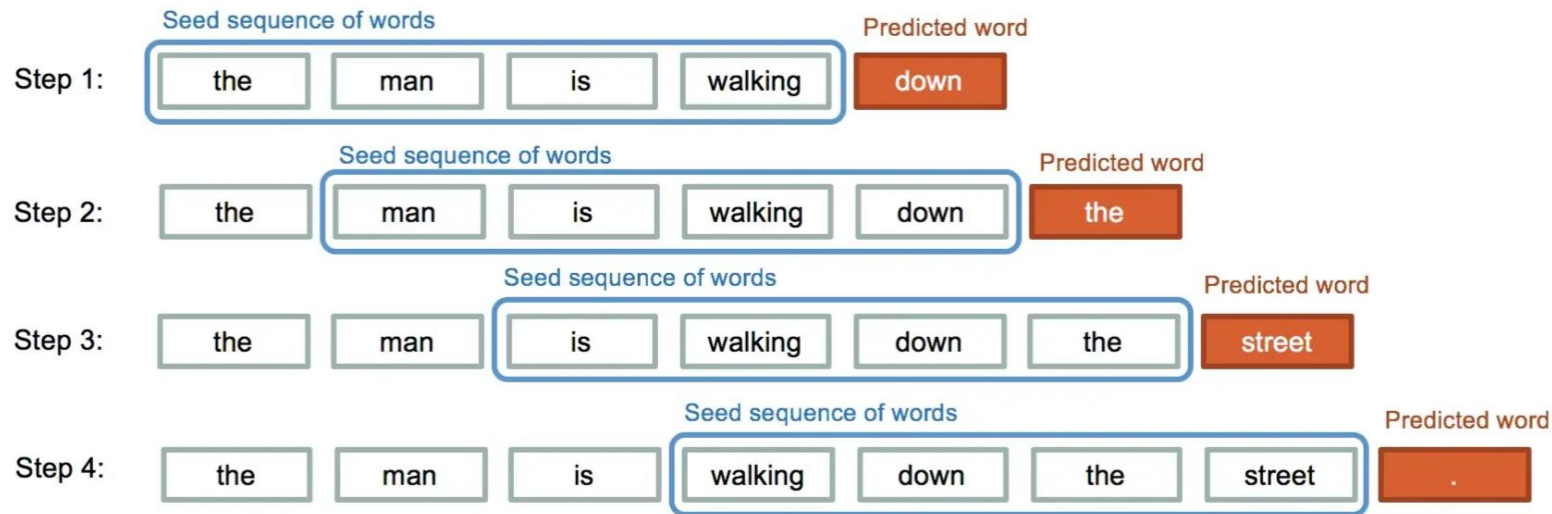 Seed sequence of words
Predicted word
Step 1: the man is walking down
Seed sequence of words
Predicted word
Step 2: the man is walking down the
Seed sequence of words
Predicted word
Step 3: the man is walking down the street
Seed sequence of words
Predicted word
Step 4: the man is walking down the street .